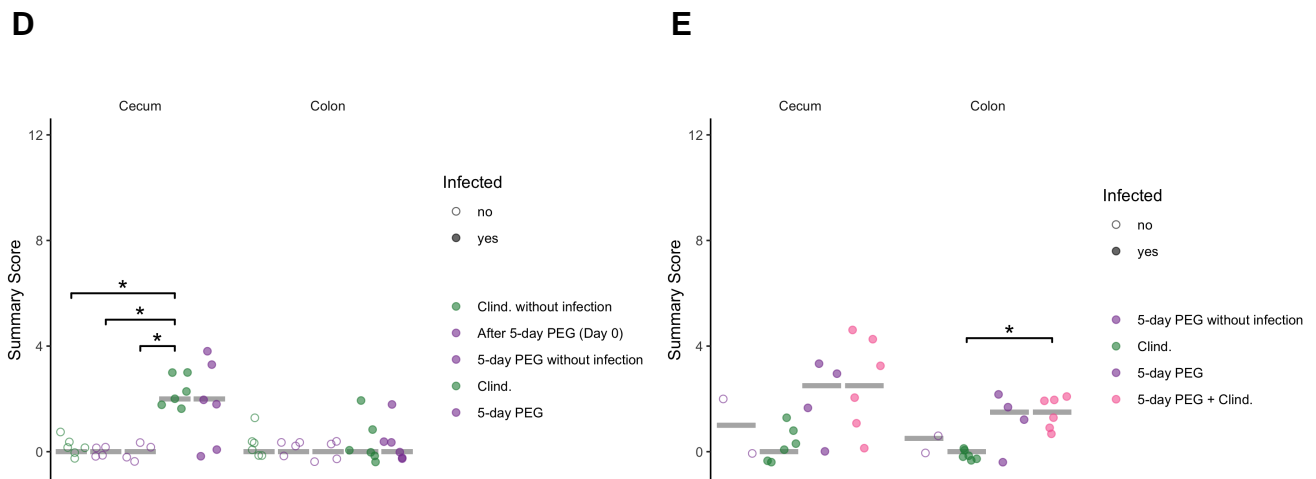 D
Cecum
Colon
12
8
4
0
Summary Score
*
*
*
Infected
no
yes
Clind. without infection
After 5-day PEG (Day 0)
5-day PEG without infection
Clind.
5-day PEG
E
Cecum
Colon
12
8
4
0
Summary Score
*
Infected
no
yes
5-day PEG without infection
Clind.
5-day PEG
5-day PEG + Clind.